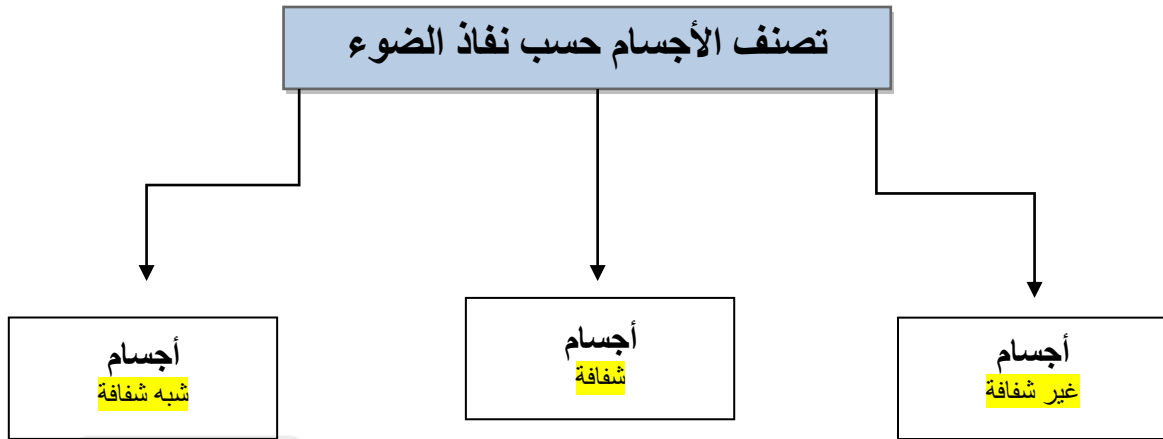 تصنف الأجسام حسب نفاذ الضوء
أجسام
غير شفافة
أجسام
شفافة
أجسام
شبه شفافة